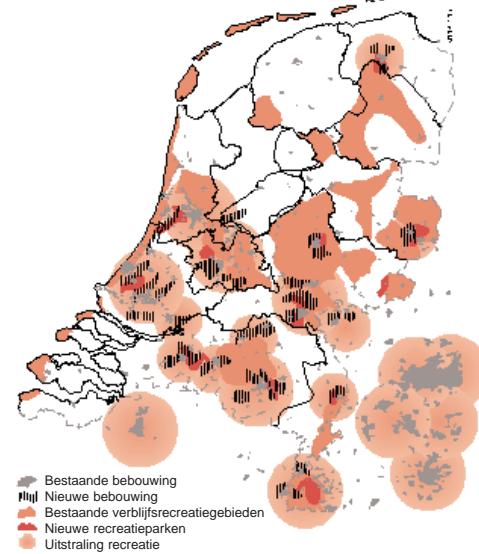 Bestaande bebouwing
Nieuwe bebouwing
Bestaande verblijfsrecreatiegebieden
Nieuwe recreatieparken
Uitstraling recreatie